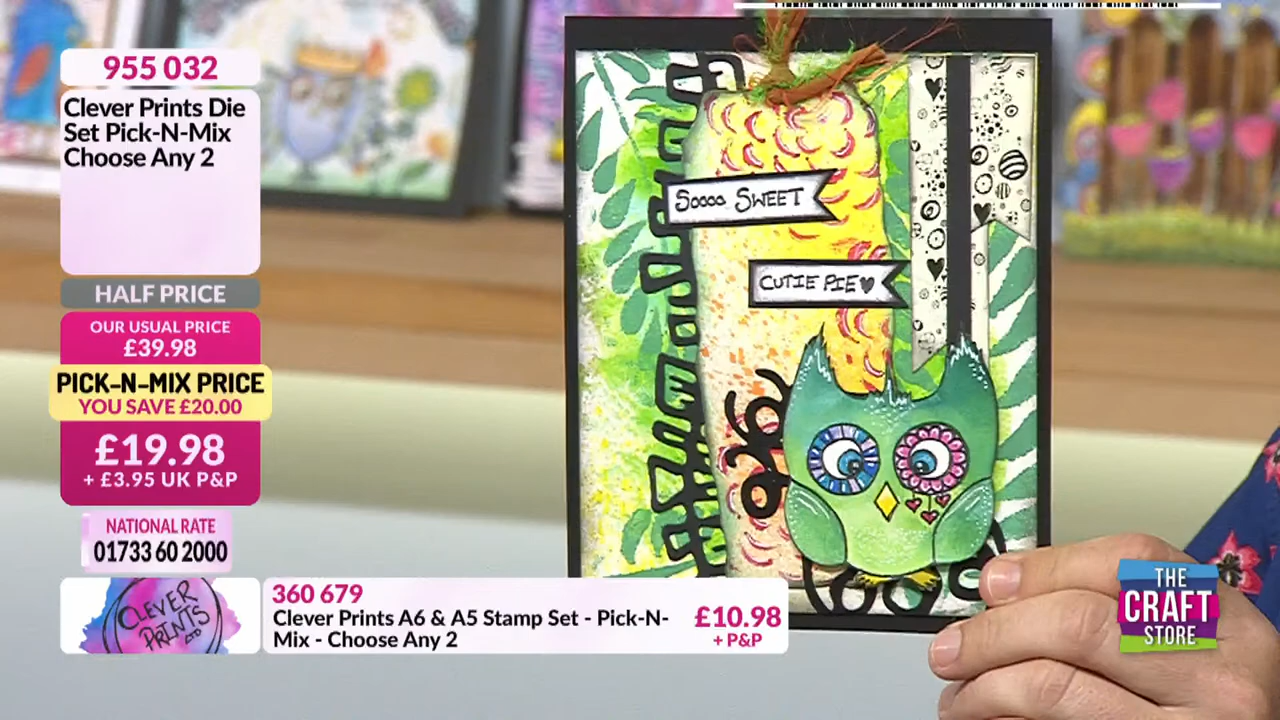 955 032
Clever Prints Die
Set Pick-N-Mix
Choose Any 2
HALF PRICE
OUR USUAL PRICE
£39.98
PICK-N-MIX PRICE
YOU SAVE £20.00
£19.98
+ £3.95 UK P&P
NATIONAL RATE
01733 60 2000
CLEVER
PRINTS LTD
360 679
Clever Prints A6 & A5 Stamp Set - Pick-N-
Mix - Choose Any 2
£10.98
+ P&P
Soooo SWEET
CUTIE PIE♥
THE
CRAFT
STORE